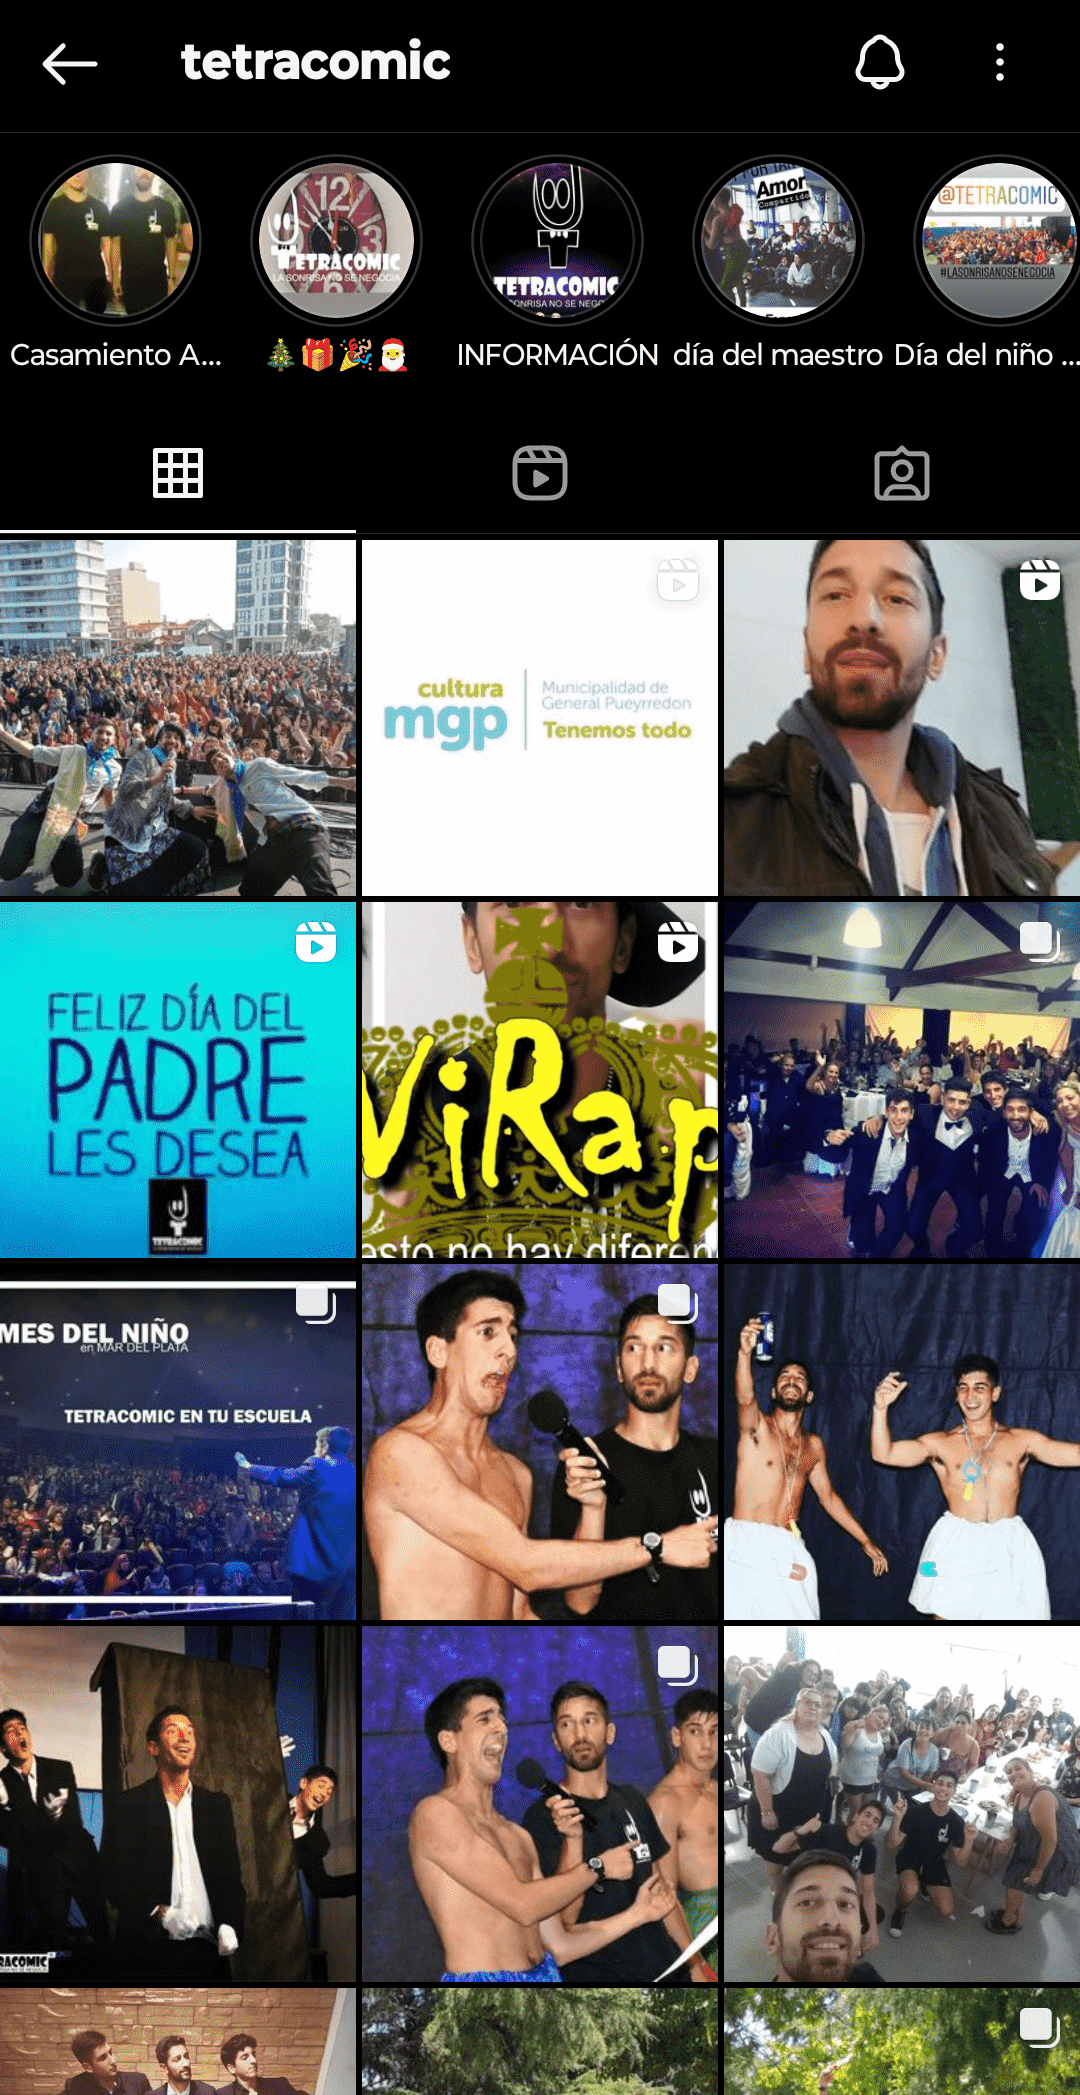 tetracomic
12
3
TETRACOMIC
LA SONRISA NO SE NEGOCIA
TETRACOMIC
SONRISA NO SE NEGO
Amor
Compartido
@TETRACOMIC
#LASONRISANOSENEGOCIA
Casamiento A...
INFORMACIÓN
día del maestro
Día del niño ...
cultura
mgp
Municipalidad de
General Pueyrredon
Tenemos todo
FELIZ DÍA DEL
PADRE
LES DESEA
TETRACOMIC
ViRap
esto no hay diferen
MES DEL NIÑO
en MAR DEL PLATA
TETRACOMIC EN TU ESCUELA
RACOMIC